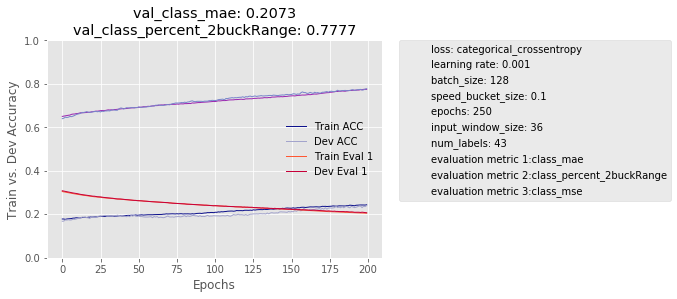 val_class_mae: 0.2073
val_class_percent_2buckRange: 0.7777
Train vs. Dev Accuracy
1.0
0.8
0.6
0.4
0.2
0.0
0
25
50
75
100
125
150
175
200
Epochs
Train ACC
Dev ACC
Train Eval 1
Dev Eval 1
loss: categorical_crossentropy
learning rate: 0.001
batch_size: 128
speed_bucket_size: 0.1
epochs: 250
input_window_size: 36
num_labels: 43
evaluation metric 1:class_mae
evaluation metric 2:class_percent_2buckRange
evaluation metric 3:class_mse